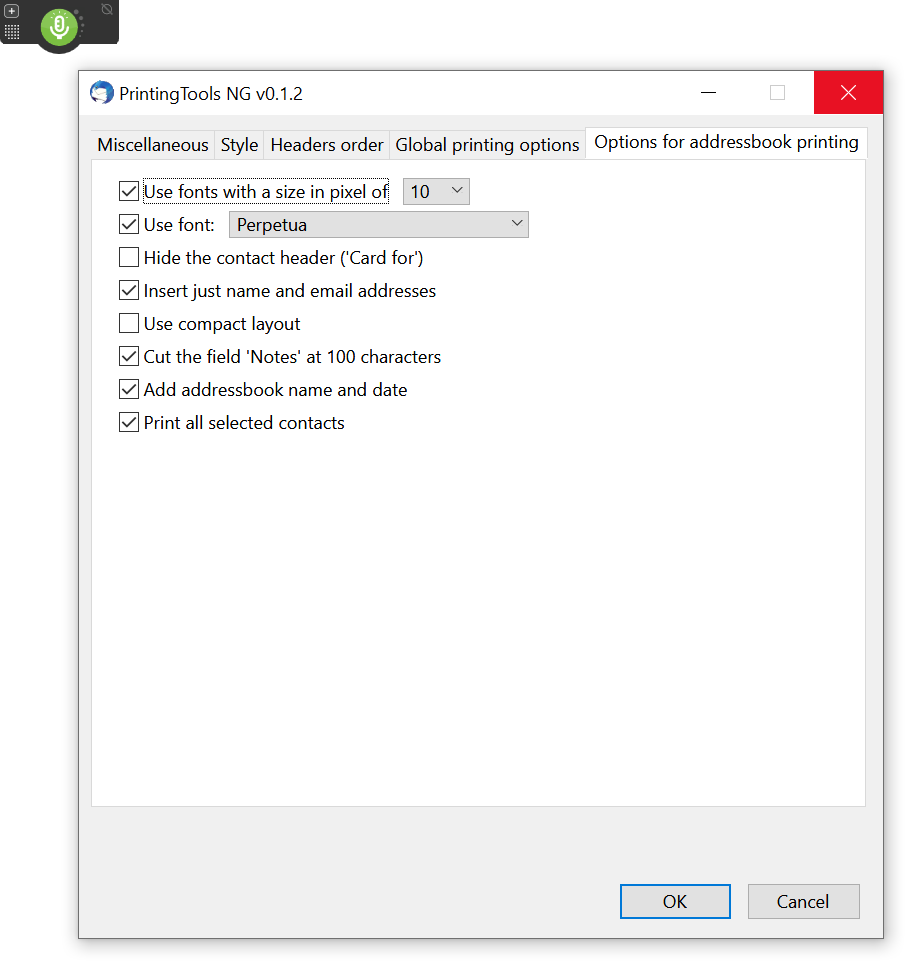 PrintingTools NG v0.1.2
Miscellaneous Style Headers order Global printing options Options for addressbook printing
Use fonts with a size in pixel of 10
Use font: Perpetua
Hide the contact header ('Card for')
Insert just name and email addresses
Use compact layout
Cut the field 'Notes' at 100 characters
Add addressbook name and date
Print all selected contacts
OK Cancel